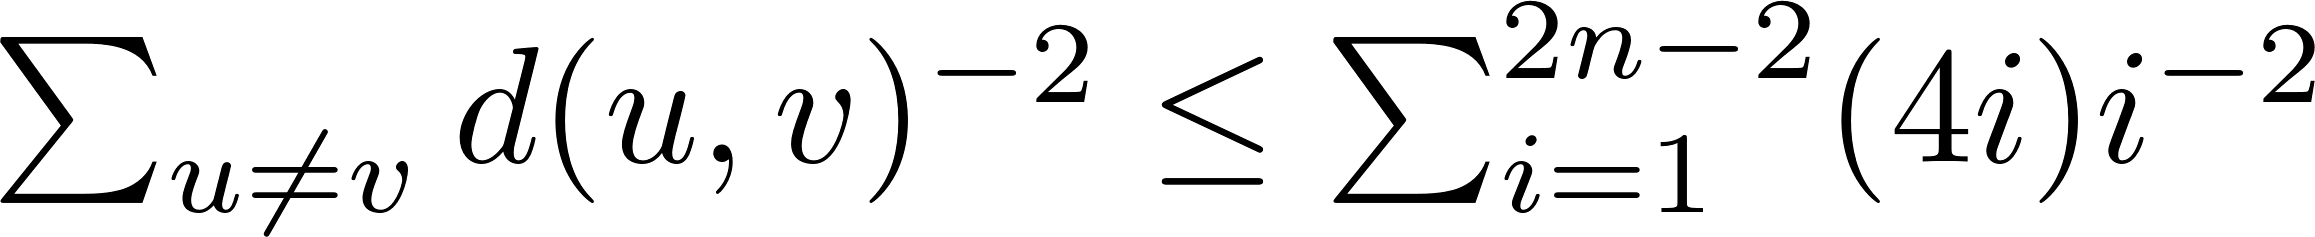 ∑_{u≠v} d(u, v)^{−2} ≤ ∑_{i=1}^{2n−2} (4i)i^{−2}